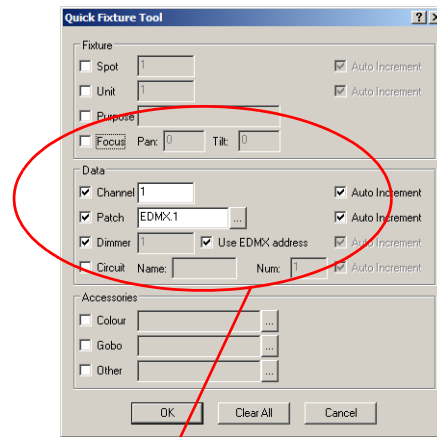 Quick Fixture Tool ? X
Fixture
Spot 1 Auto Increment
Unit 1 Auto Increment
Purpose
Focus Pan: 0 Tilt: 0
Data
Channel 1 Auto Increment
Patch EDMX.1 ... Auto Increment
Dimmer 1 Use EDMX address Auto Increment
Circuit Name: Num: 1 Auto Increment
Accessories
Colour ...
Gobo ...
Other ...
OK Clear All Cancel